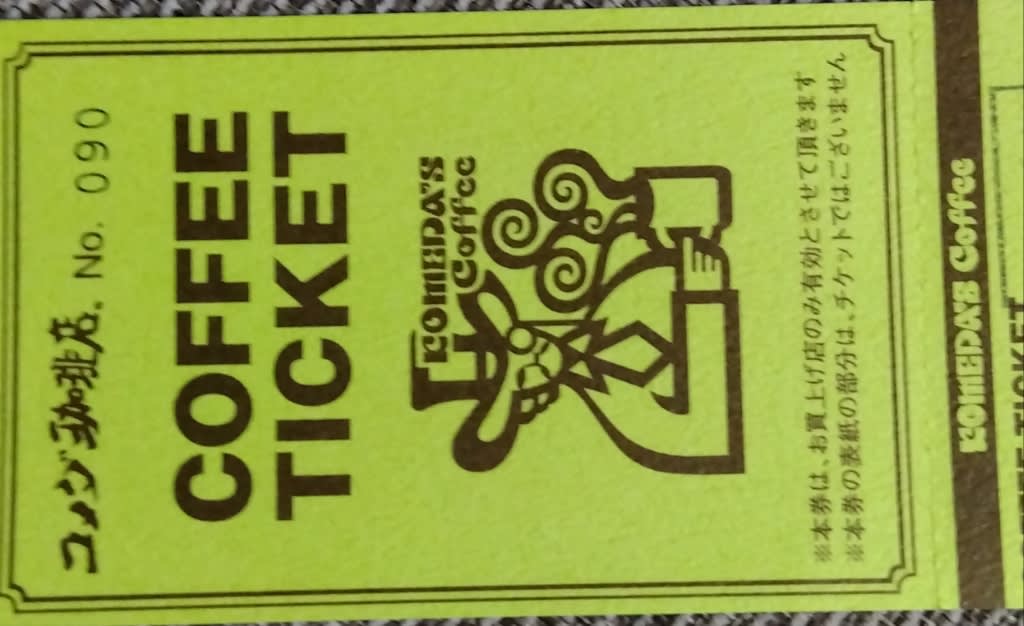 コメダ珈琲店。 No. 090
COFFEE
TICKET
KOMEDA'S
Coffee
※本券は、お買上げ店のみ有効とさせて頂きます
※本券の表紙の部分は、チケットではございません
KOMEDA'S Coffee
COFFEE TICKET